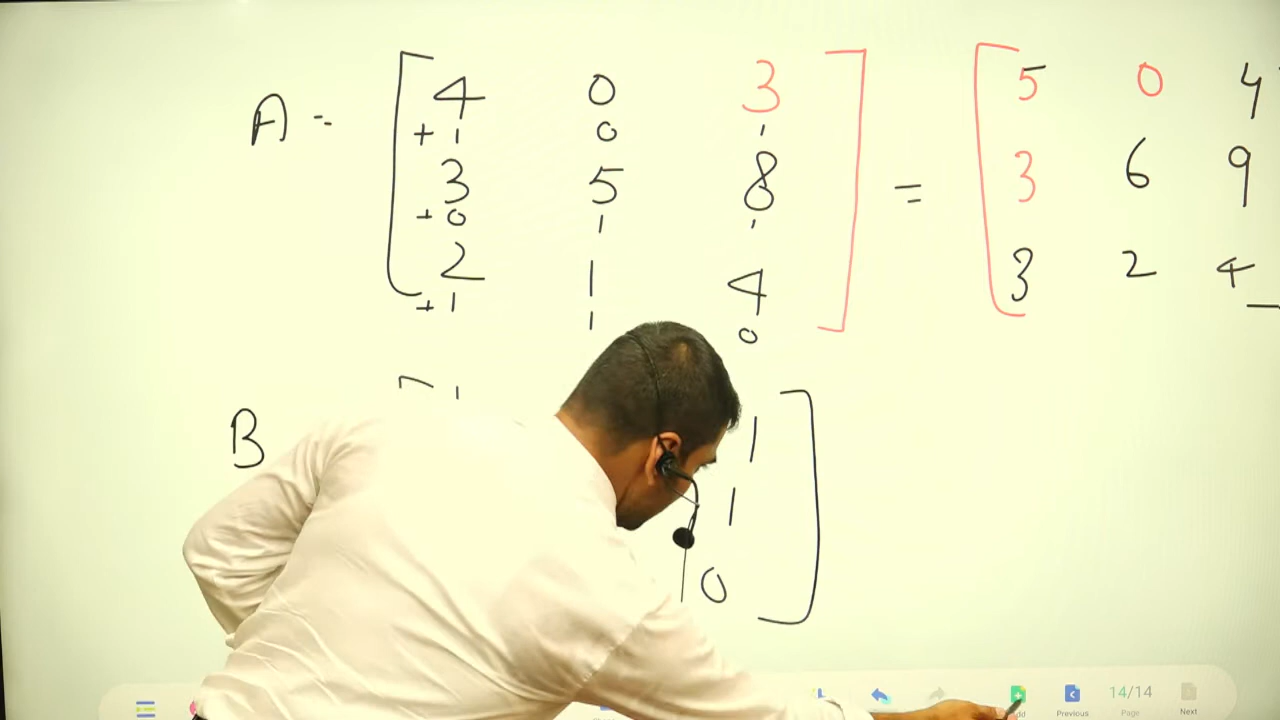 A = 4 0 3 = 5 0 4
+1 0 1
3 5 8 3 6 9
+0 1 1
2 1 4 3 2 4
+1 1 0
B 1
1
0
14/14
Previous Page Next